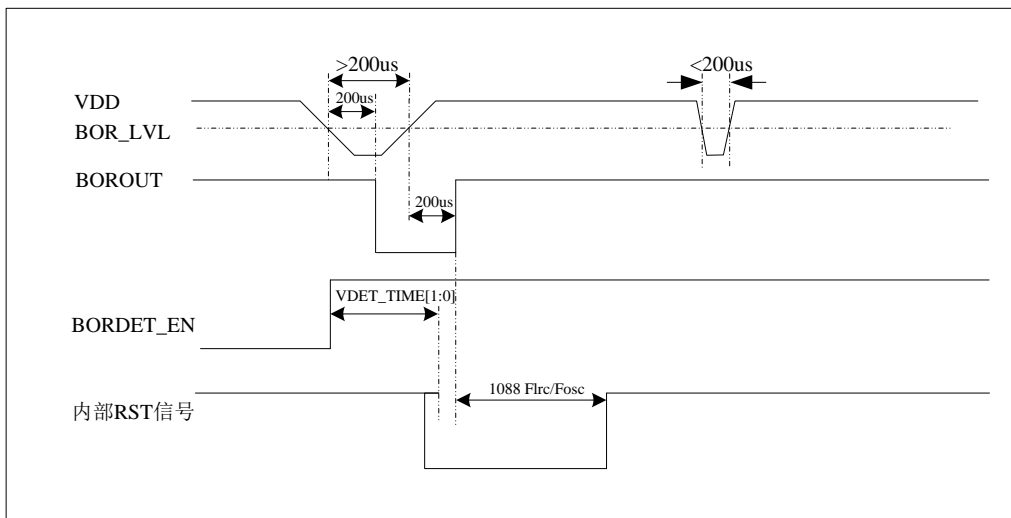 >200us
<200us
200us
VDD
BOR_LVL
BOROUT
200us
VDET_TIME[1:0]
BORDET_EN
1088 Flrc/Fosc
内部RST信号